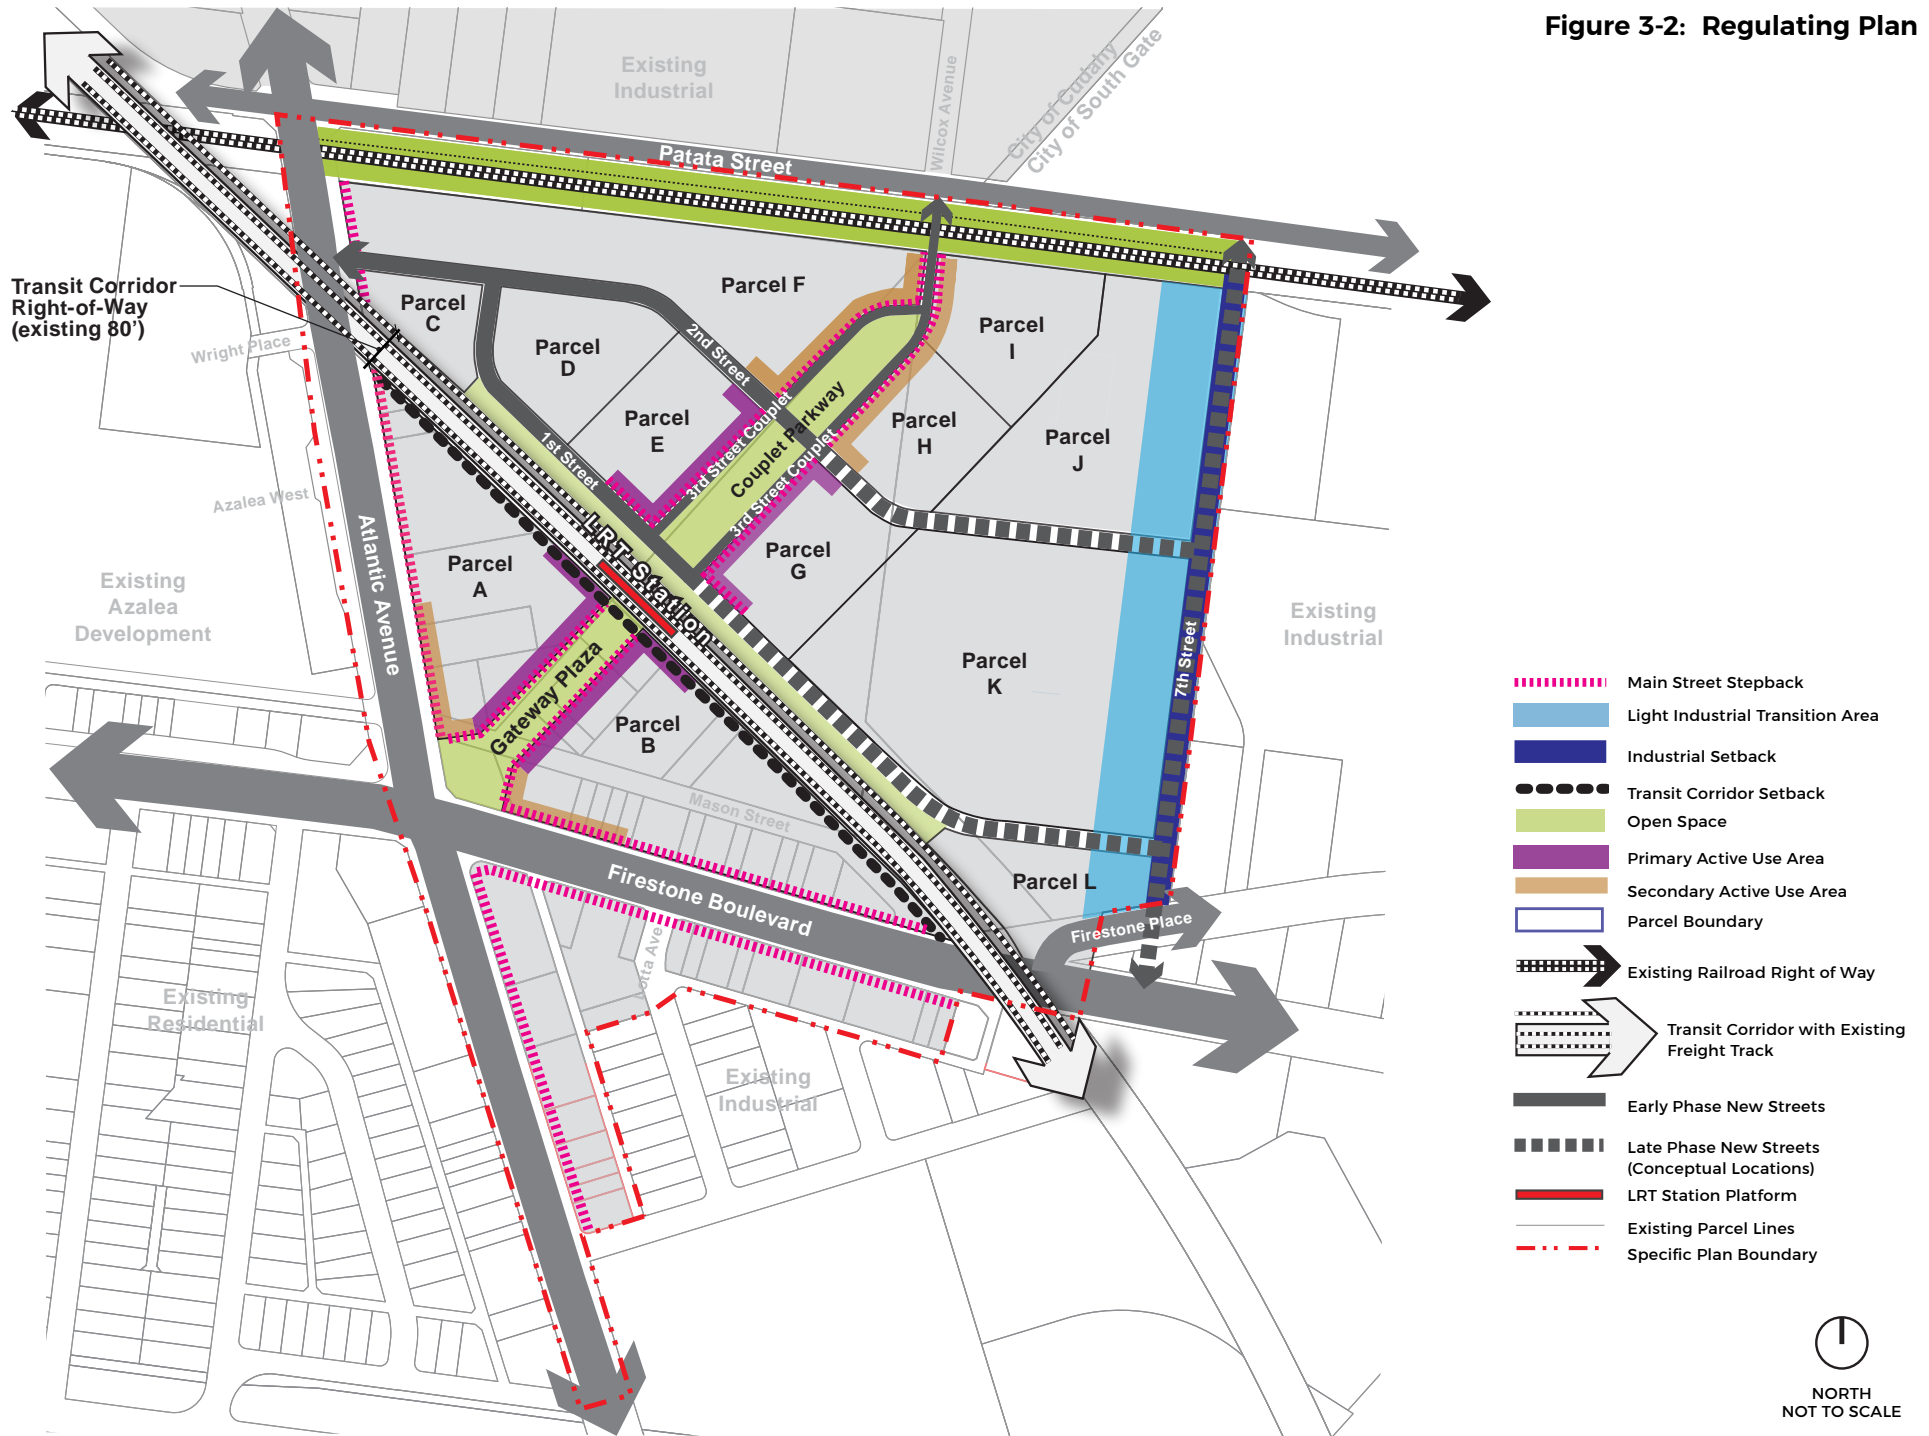 Figure 3-2: Regulating Plan
Existing
Industrial
Wilcox Avenue
City of Cudahy
City of South Gate
Patata Street
Transit Corridor
Right-of-Way
(existing 80')
Wright Place
Parcel
C
Parcel F
Parcel
D
2nd Street
Parcel
I
Parcel
E
3rd Street Couplet
Couplet Parkway
3rd Street Couplet
Parcel
H
Parcel
J
1st Street
Azalea West
Atlantic Avenue
LRT Station
Parcel
G
Parcel
A
Existing
Azalea
Development
Existing
Industrial
Parcel
K
7th Street
Gateway Plaza
Parcel
B
Mason Street
Parcel L
Firestone Boulevard
Firestone Place
Lotta Ave
Existing
Residential
Existing
Industrial
Main Street Stepback
Light Industrial Transition Area
Industrial Setback
Transit Corridor Setback
Open Space
Primary Active Use Area
Secondary Active Use Area
Parcel Boundary
Existing Railroad Right of Way
Transit Corridor with Existing
Freight Track
Early Phase New Streets
Late Phase New Streets
(Conceptual Locations)
LRT Station Platform
Existing Parcel Lines
Specific Plan Boundary
NORTH
NOT TO SCALE